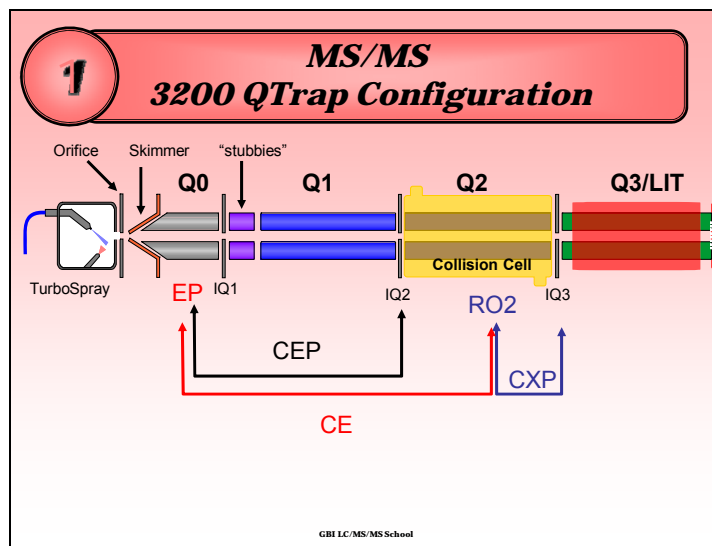 1
MS/MS
3200 QTrap Configuration
Orifice
Skimmer
“stubbies”
Q0
Q1
Q2
Q3/LIT
Collision Cell
TurboSpray
EP
IQ1
IQ2
RO2
IQ3
CEP
CXP
CE
GBI LC/MS/MS School